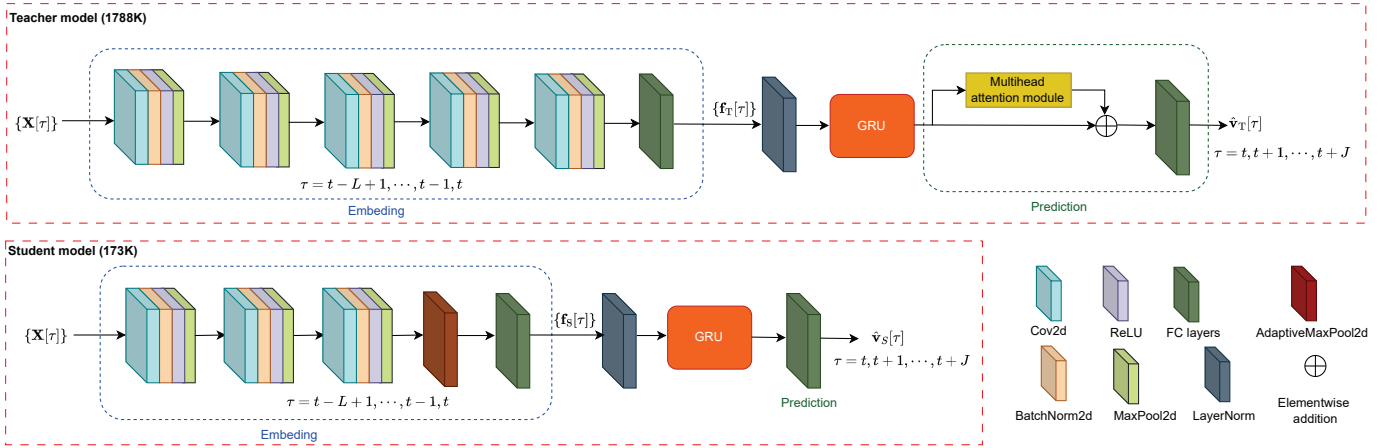 Teacher model (1788K)
{X[τ]}
τ = t − L + 1, ⋯ , t − 1, t
Embeding
{f_T[τ]}
GRU
Multihead
attention module
v̂_T[τ]
τ = t, t + 1, ⋯ , t + J
Prediction
Student model (173K)
{X[τ]}
τ = t − L + 1, ⋯ , t − 1, t
Embeding
{f_S[τ]}
GRU
v̂_S[τ]
τ = t, t + 1, ⋯ , t + J
Prediction
Cov2d
ReLU
FC layers
AdaptiveMaxPool2d
BatchNorm2d
MaxPool2d
LayerNorm
Elementwise
addition